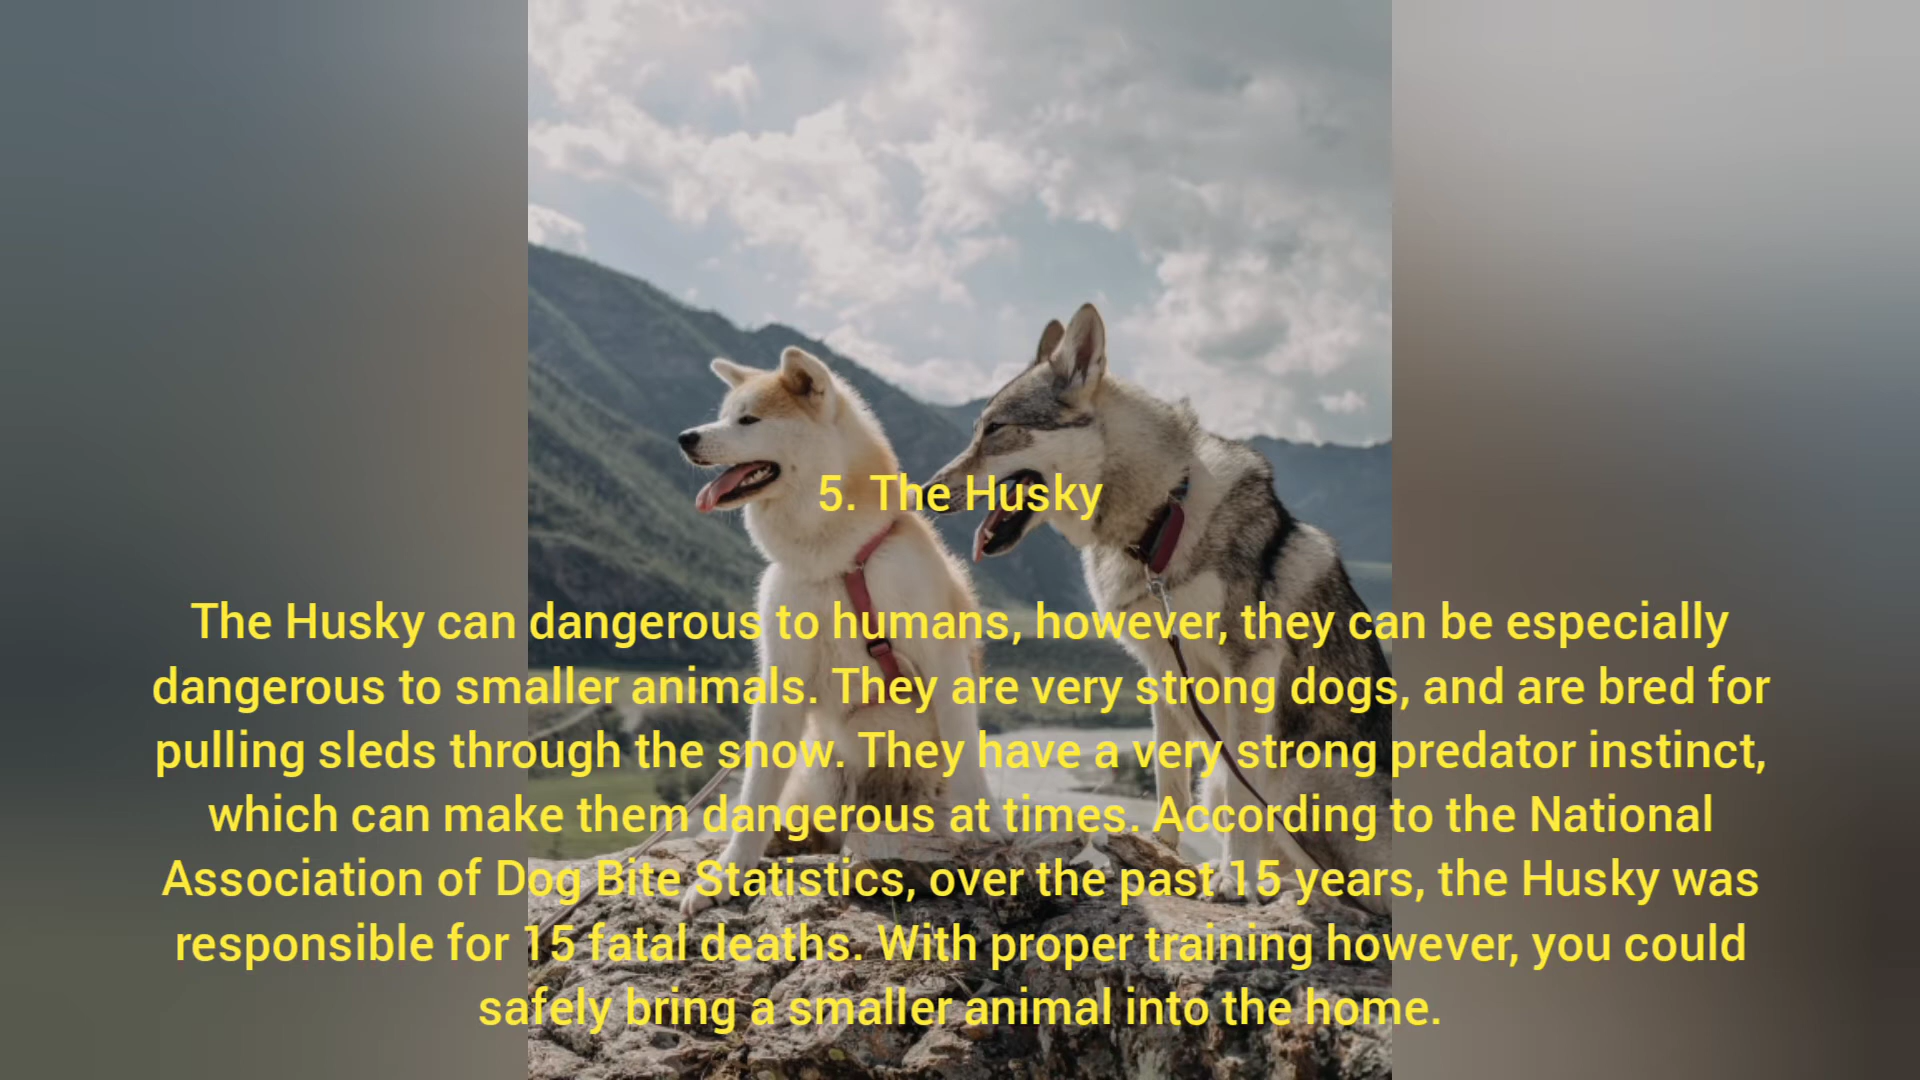 5. The Husky
The Husky can dangerous to humans, however, they can be especially
dangerous to smaller animals. They are very strong dogs, and are bred for
pulling sleds through the snow. They have a very strong predator instinct,
which can make them dangerous at times. According to the National
Association of Dog Bite Statistics, over the past 15 years, the Husky was
responsible for 15 fatal deaths. With proper training however, you could
safely bring a smaller animal into the home.